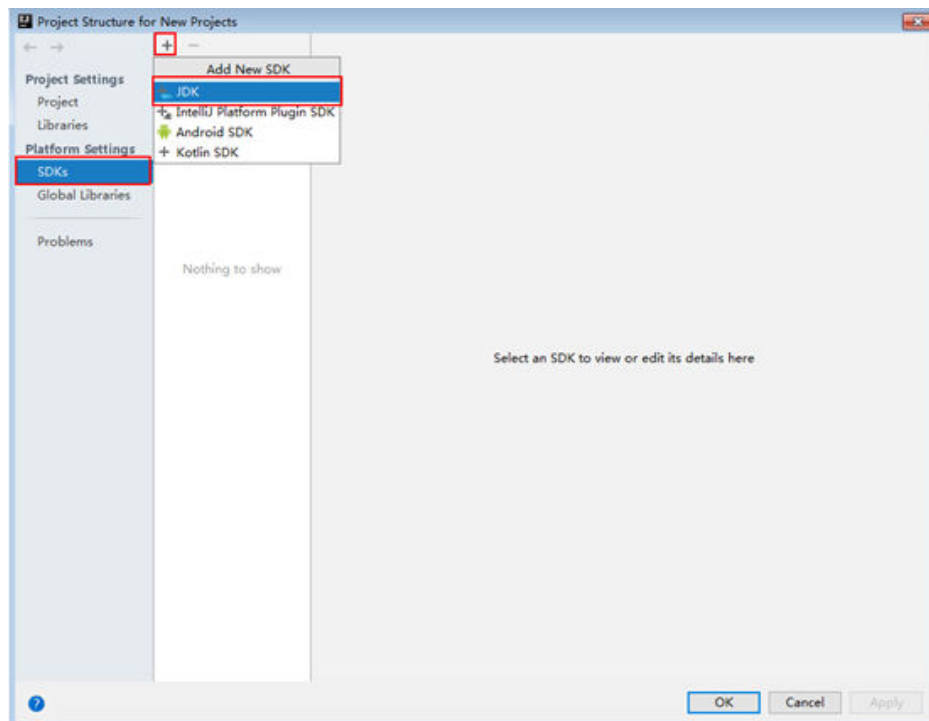 Project Structure for New Projects
Add New SDK
Project Settings
JDK
Project
IntelliJ Platform Plugin SDK
Libraries
Android SDK
Platform Settings
Kotlin SDK
SDKs
Global Libraries
Problems
Nothing to show
Select an SDK to view or edit its details here
?
OK
Cancel
Apply